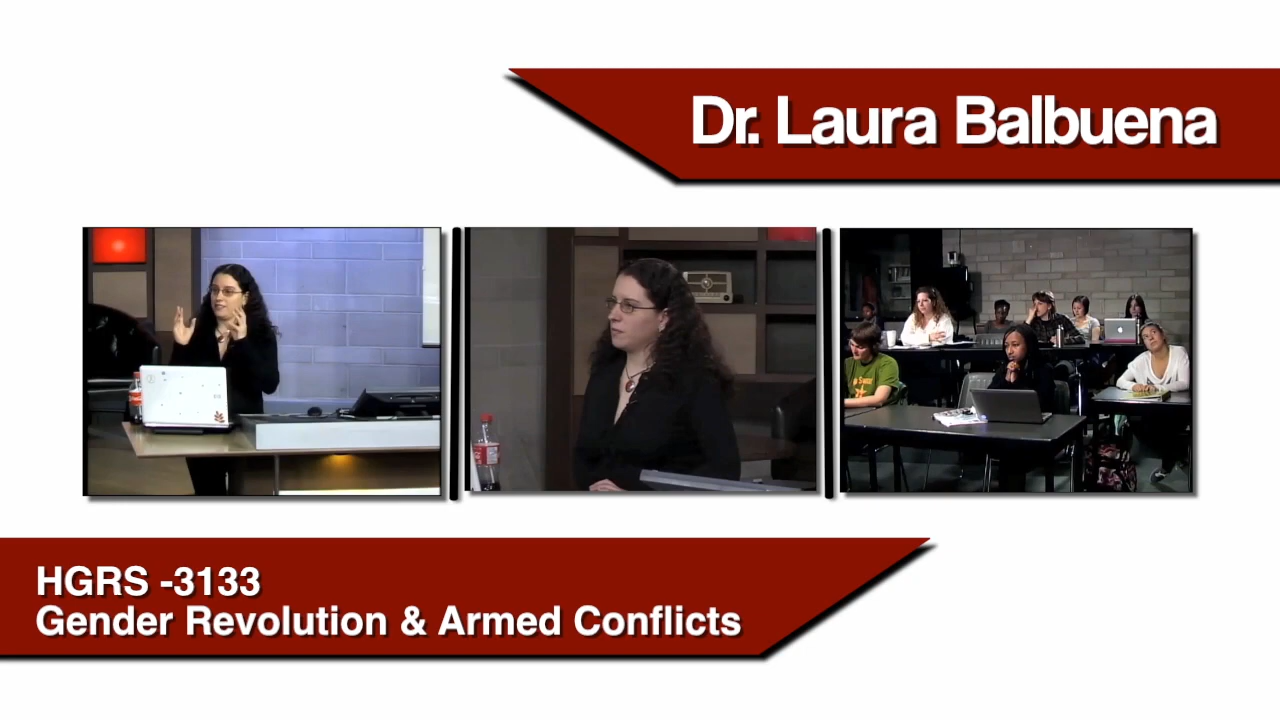 Dr. Laura Balbuena
HGRS -3133
Gender Revolution & Armed Conflicts